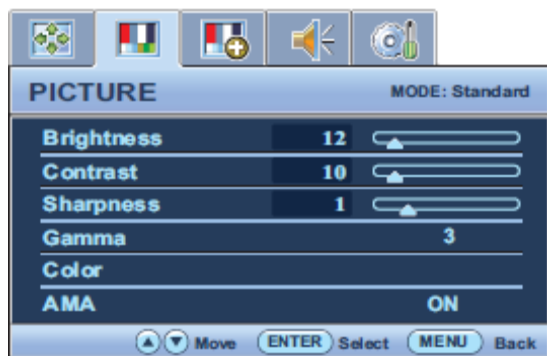 PICTURE MODE: Standard
Brightness 12
Contrast 10
Sharpness 1
Gamma 3
Color
AMA ON
Move ENTER Select MENU Back